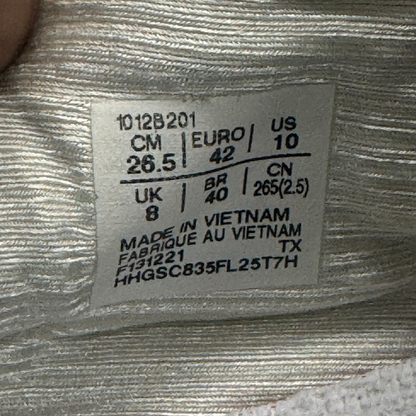 1012B201
CM 26.5 | EURO 42 | US 10
UK 8 | BR 40 | CN 265(2.5)
MADE IN VIETNAM
FABRIQUE AU VIETNAM
F131221 TX
HHGSC835FL25T7H